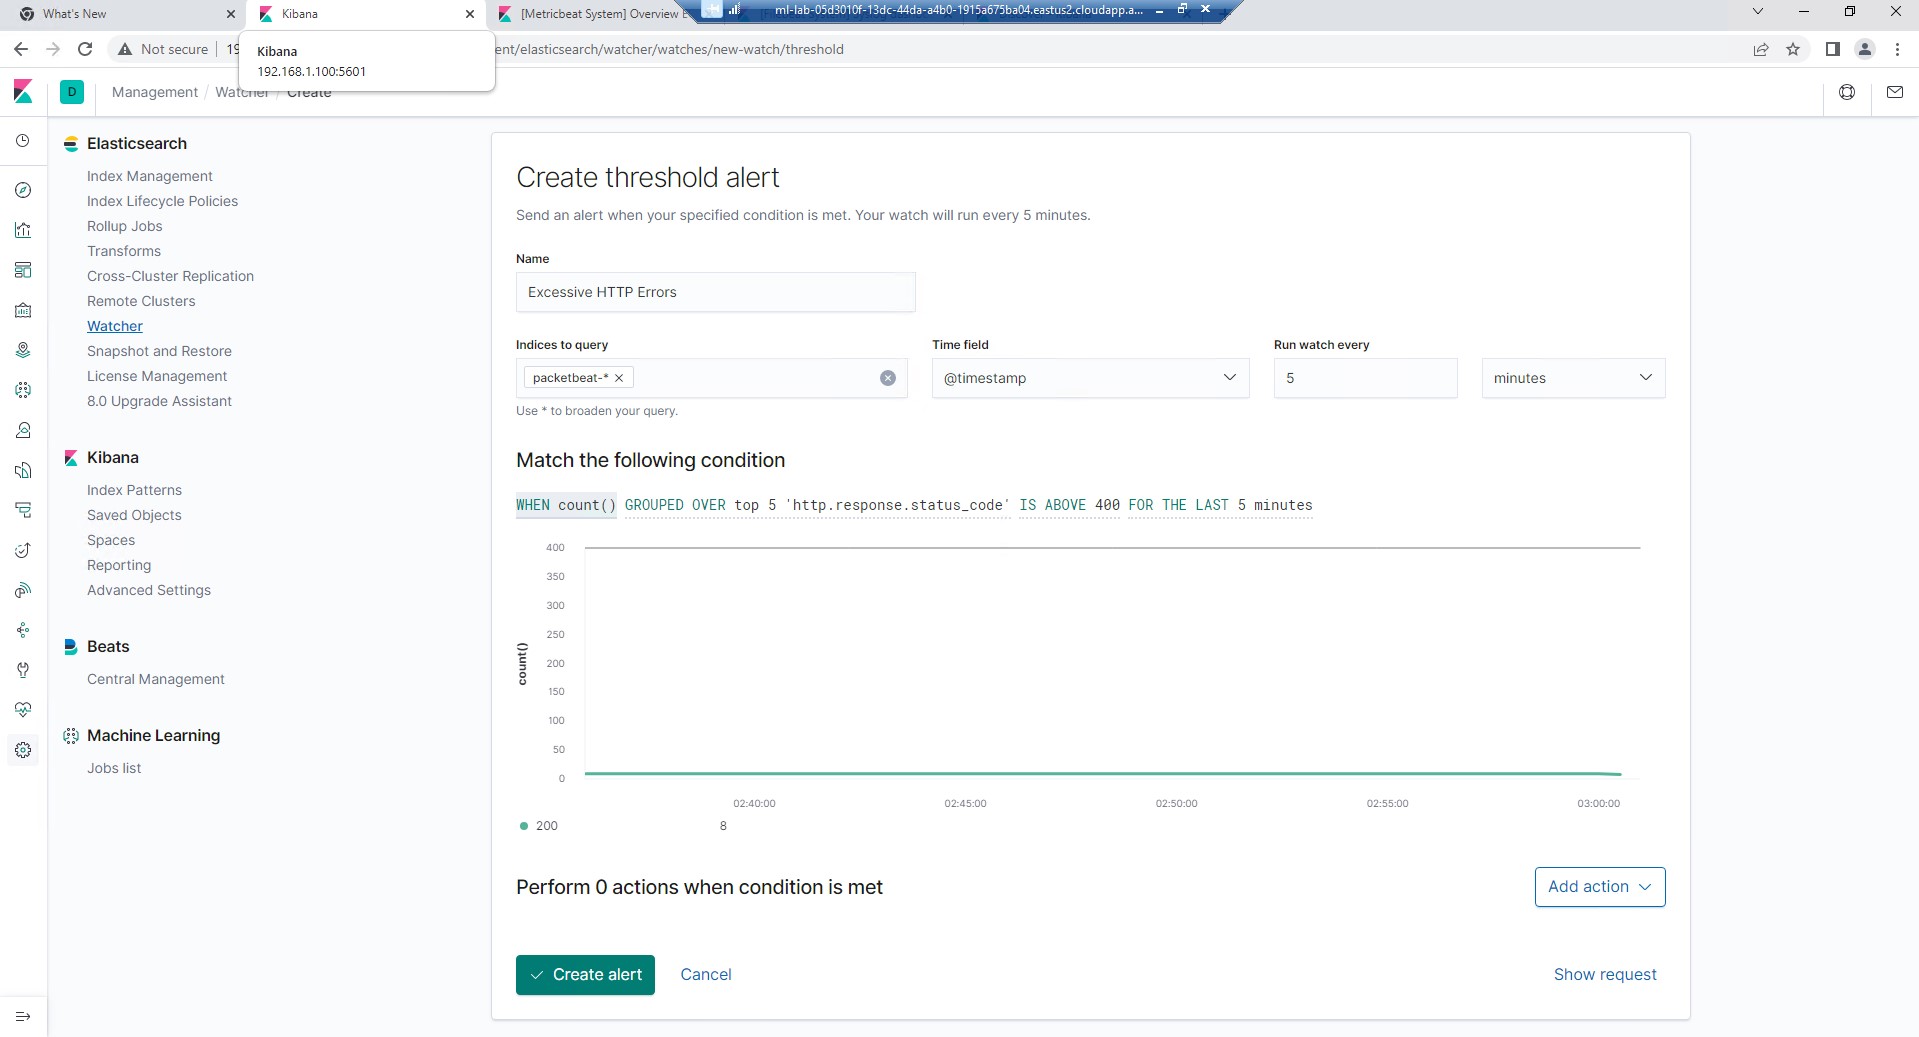 What's New
Kibana
[Metricbeat System] Overview
ml-lab-05d3010f-13dc-44da-a4b0-1915a675ba04.eastus2.cloudapp.a...
Not secure
ent/elasticsearch/watcher/watches/new-watch/threshold
Kibana
192.168.1.100:5601
D
Management / Watcher / Create
Elasticsearch
Index Management
Index Lifecycle Policies
Rollup Jobs
Transforms
Cross-Cluster Replication
Remote Clusters
Watcher
Snapshot and Restore
License Management
8.0 Upgrade Assistant
Kibana
Index Patterns
Saved Objects
Spaces
Reporting
Advanced Settings
Beats
Central Management
Machine Learning
Jobs list
Create threshold alert
Send an alert when your specified condition is met. Your watch will run every 5 minutes.
Name
Excessive HTTP Errors
Indices to query
Time field
Run watch every
packetbeat-*
@timestamp
5
minutes
Use * to broaden your query.
Match the following condition
WHEN count() GROUPED OVER top 5 'http.response.status_code' IS ABOVE 400 FOR THE LAST 5 minutes
400
350
300
250
200
150
100
50
0
count()
02:40:00
02:45:00
02:50:00
02:55:00
03:00:00
200
8
Perform 0 actions when condition is met
Add action
Create alert
Cancel
Show request